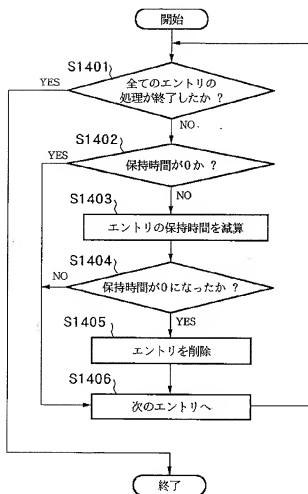 開始
S1401
YES
全てのエントリの
処理が終了したか ?
NO
S1402
YES
保持時間が0か ?
NO
S1403
エントリの保持時間を減算
S1404
NO
保持時間が0になったか ?
YES
S1405
エントリを削除
S1406
次のエントリへ
終了